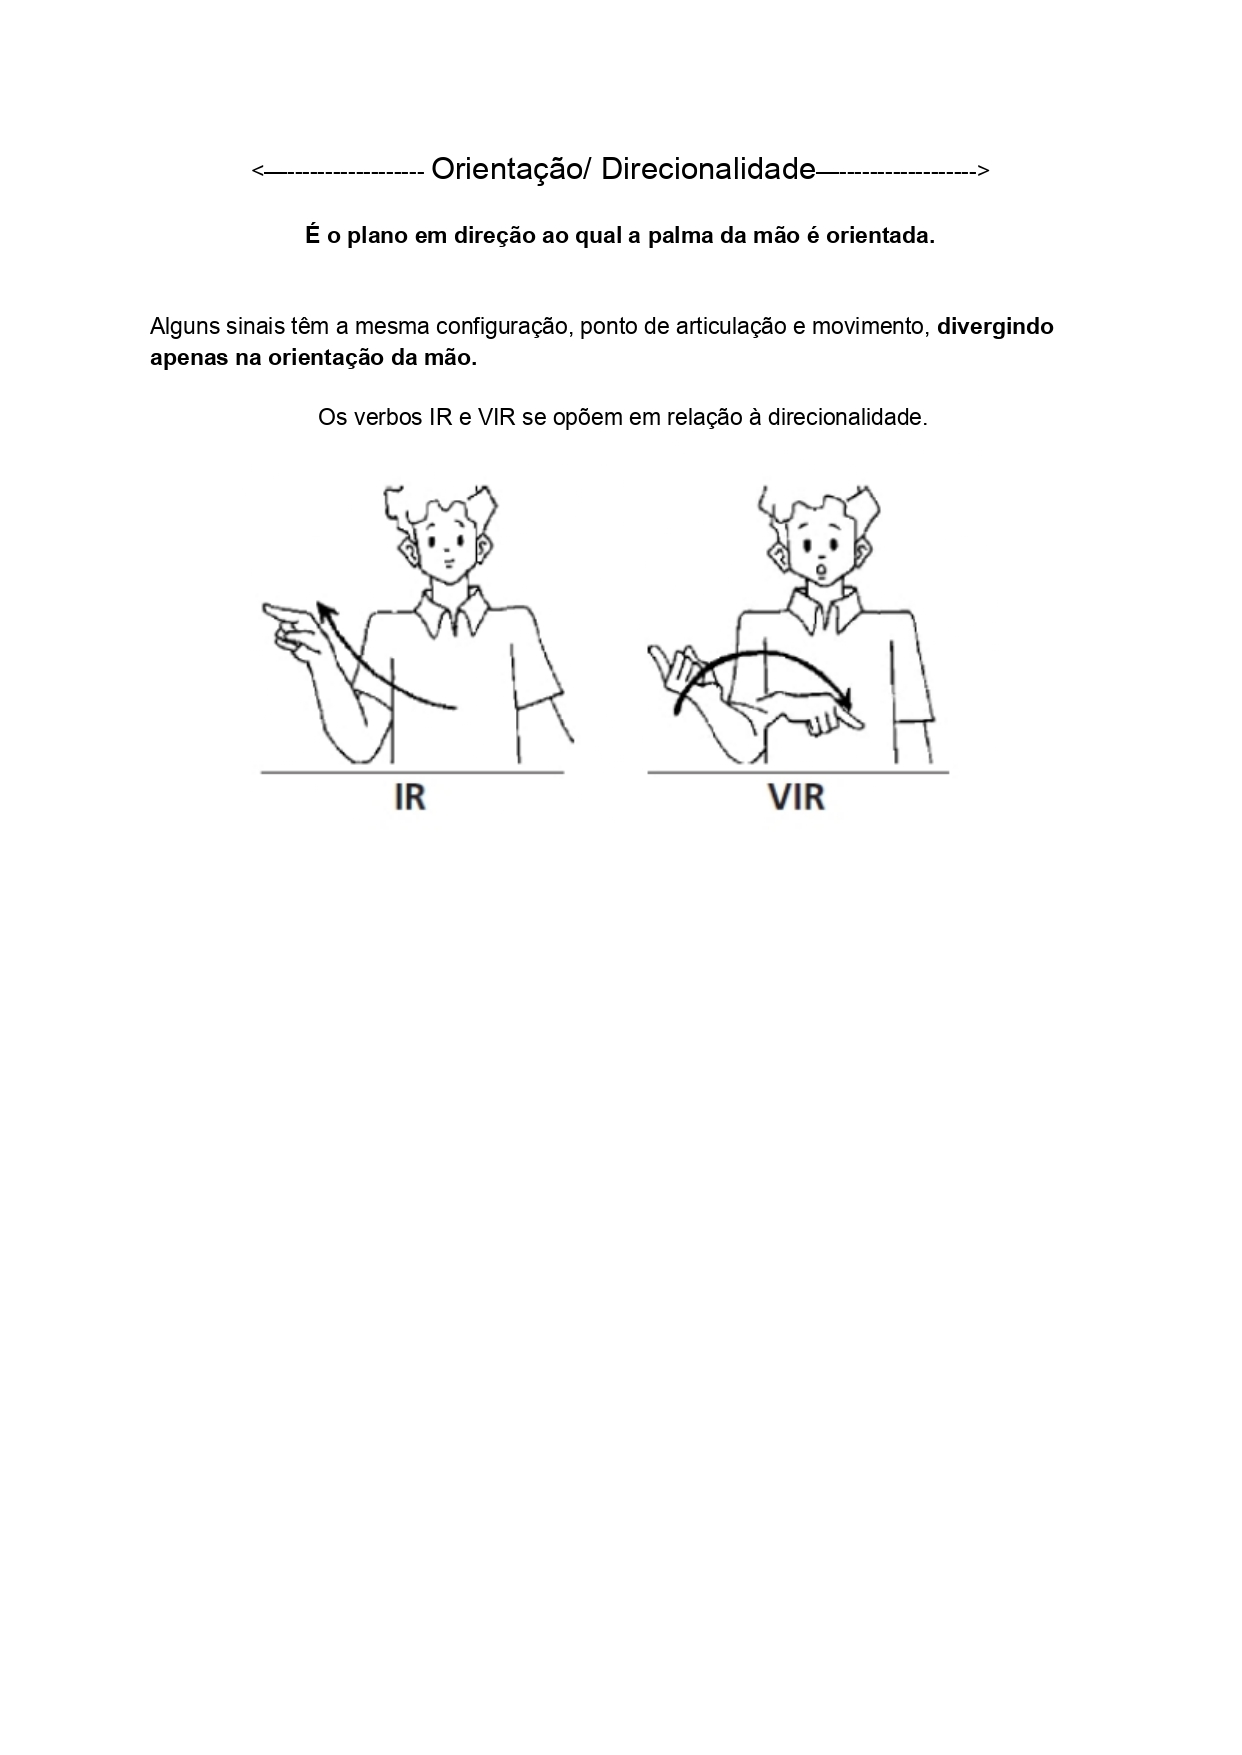 <—------------------- Orientação/ Direcionalidade—------------------->
É o plano em direção ao qual a palma da mão é orientada.
Alguns sinais têm a mesma configuração, ponto de articulação e movimento, divergindo
apenas na orientação da mão.
Os verbos IR e VIR se opõem em relação à direcionalidade.
IR VIR